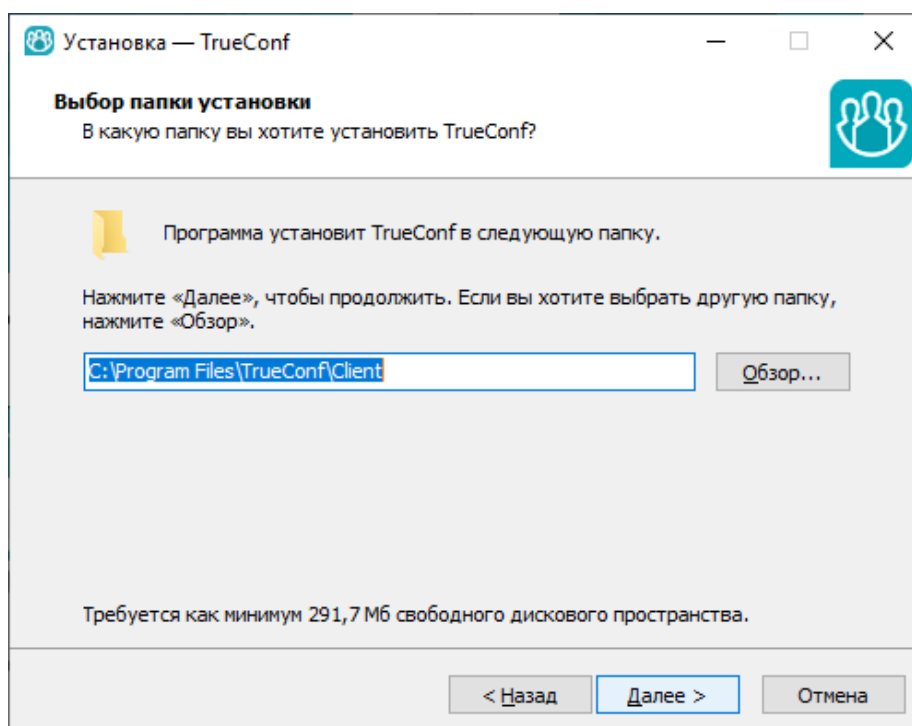 Установка — TrueConf
Выбор папки установки
В какую папку вы хотите установить TrueConf?
Программа установит TrueConf в следующую папку.
Нажмите «Далее», чтобы продолжить. Если вы хотите выбрать другую папку,
нажмите «Обзор».
C:\Program Files\TrueConf\Client
Обзор...
Требуется как минимум 291,7 Мб свободного дискового пространства.
< Назад
Далее >
Отмена